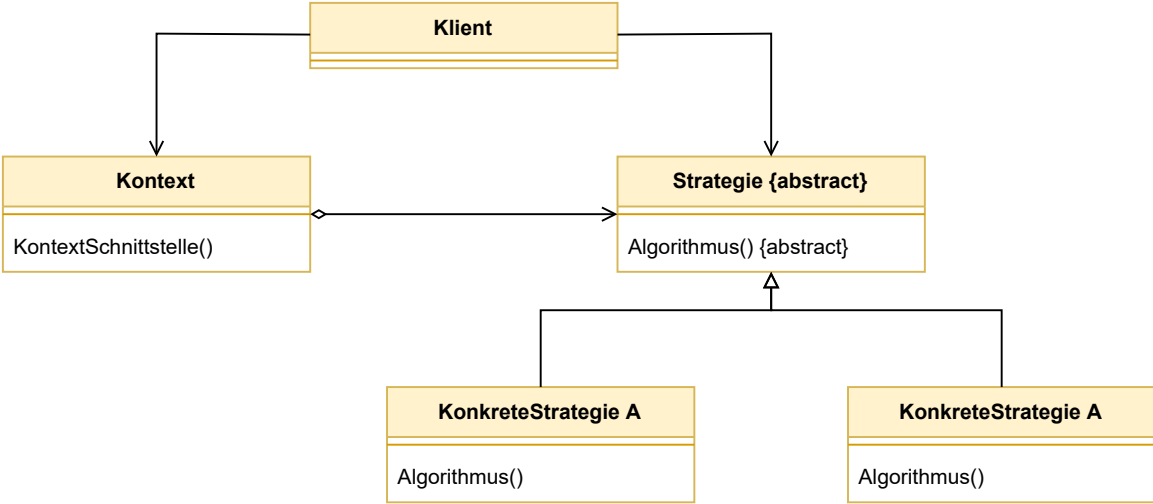 Klient
Kontext
KontextSchnittstelle()
Strategie {abstract}
Algorithmus() {abstract}
KonkreteStrategie A
Algorithmus()
KonkreteStrategie A
Algorithmus()